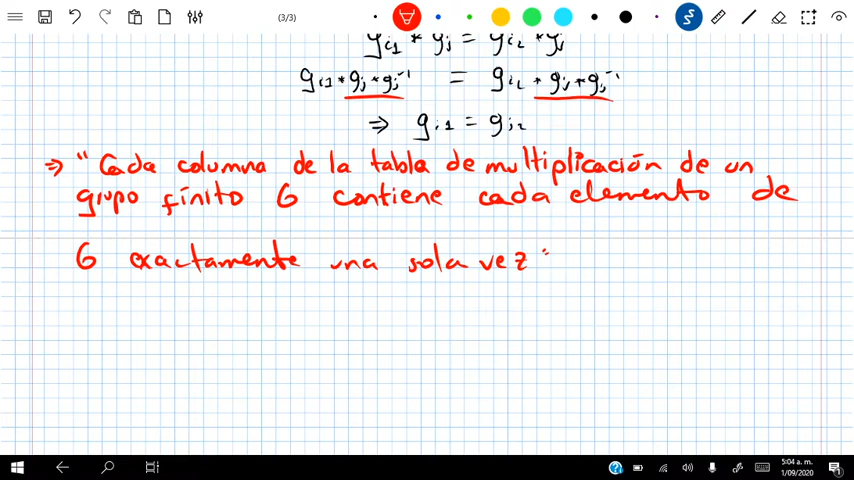 (3/3)
g_{i1} * g_j = g_{i2} * g_j
g_{i1} * g_j * g_j^{-1} = g_{i2} * g_j * g_j^{-1}
⇒ g_{i1} = g_{i2}
⇒ "Cada columna de la tabla de multiplicación de un
grupo finito G contiene cada elemento de
G exactamente una sola vez"
5:04 a. m.
1/09/2020